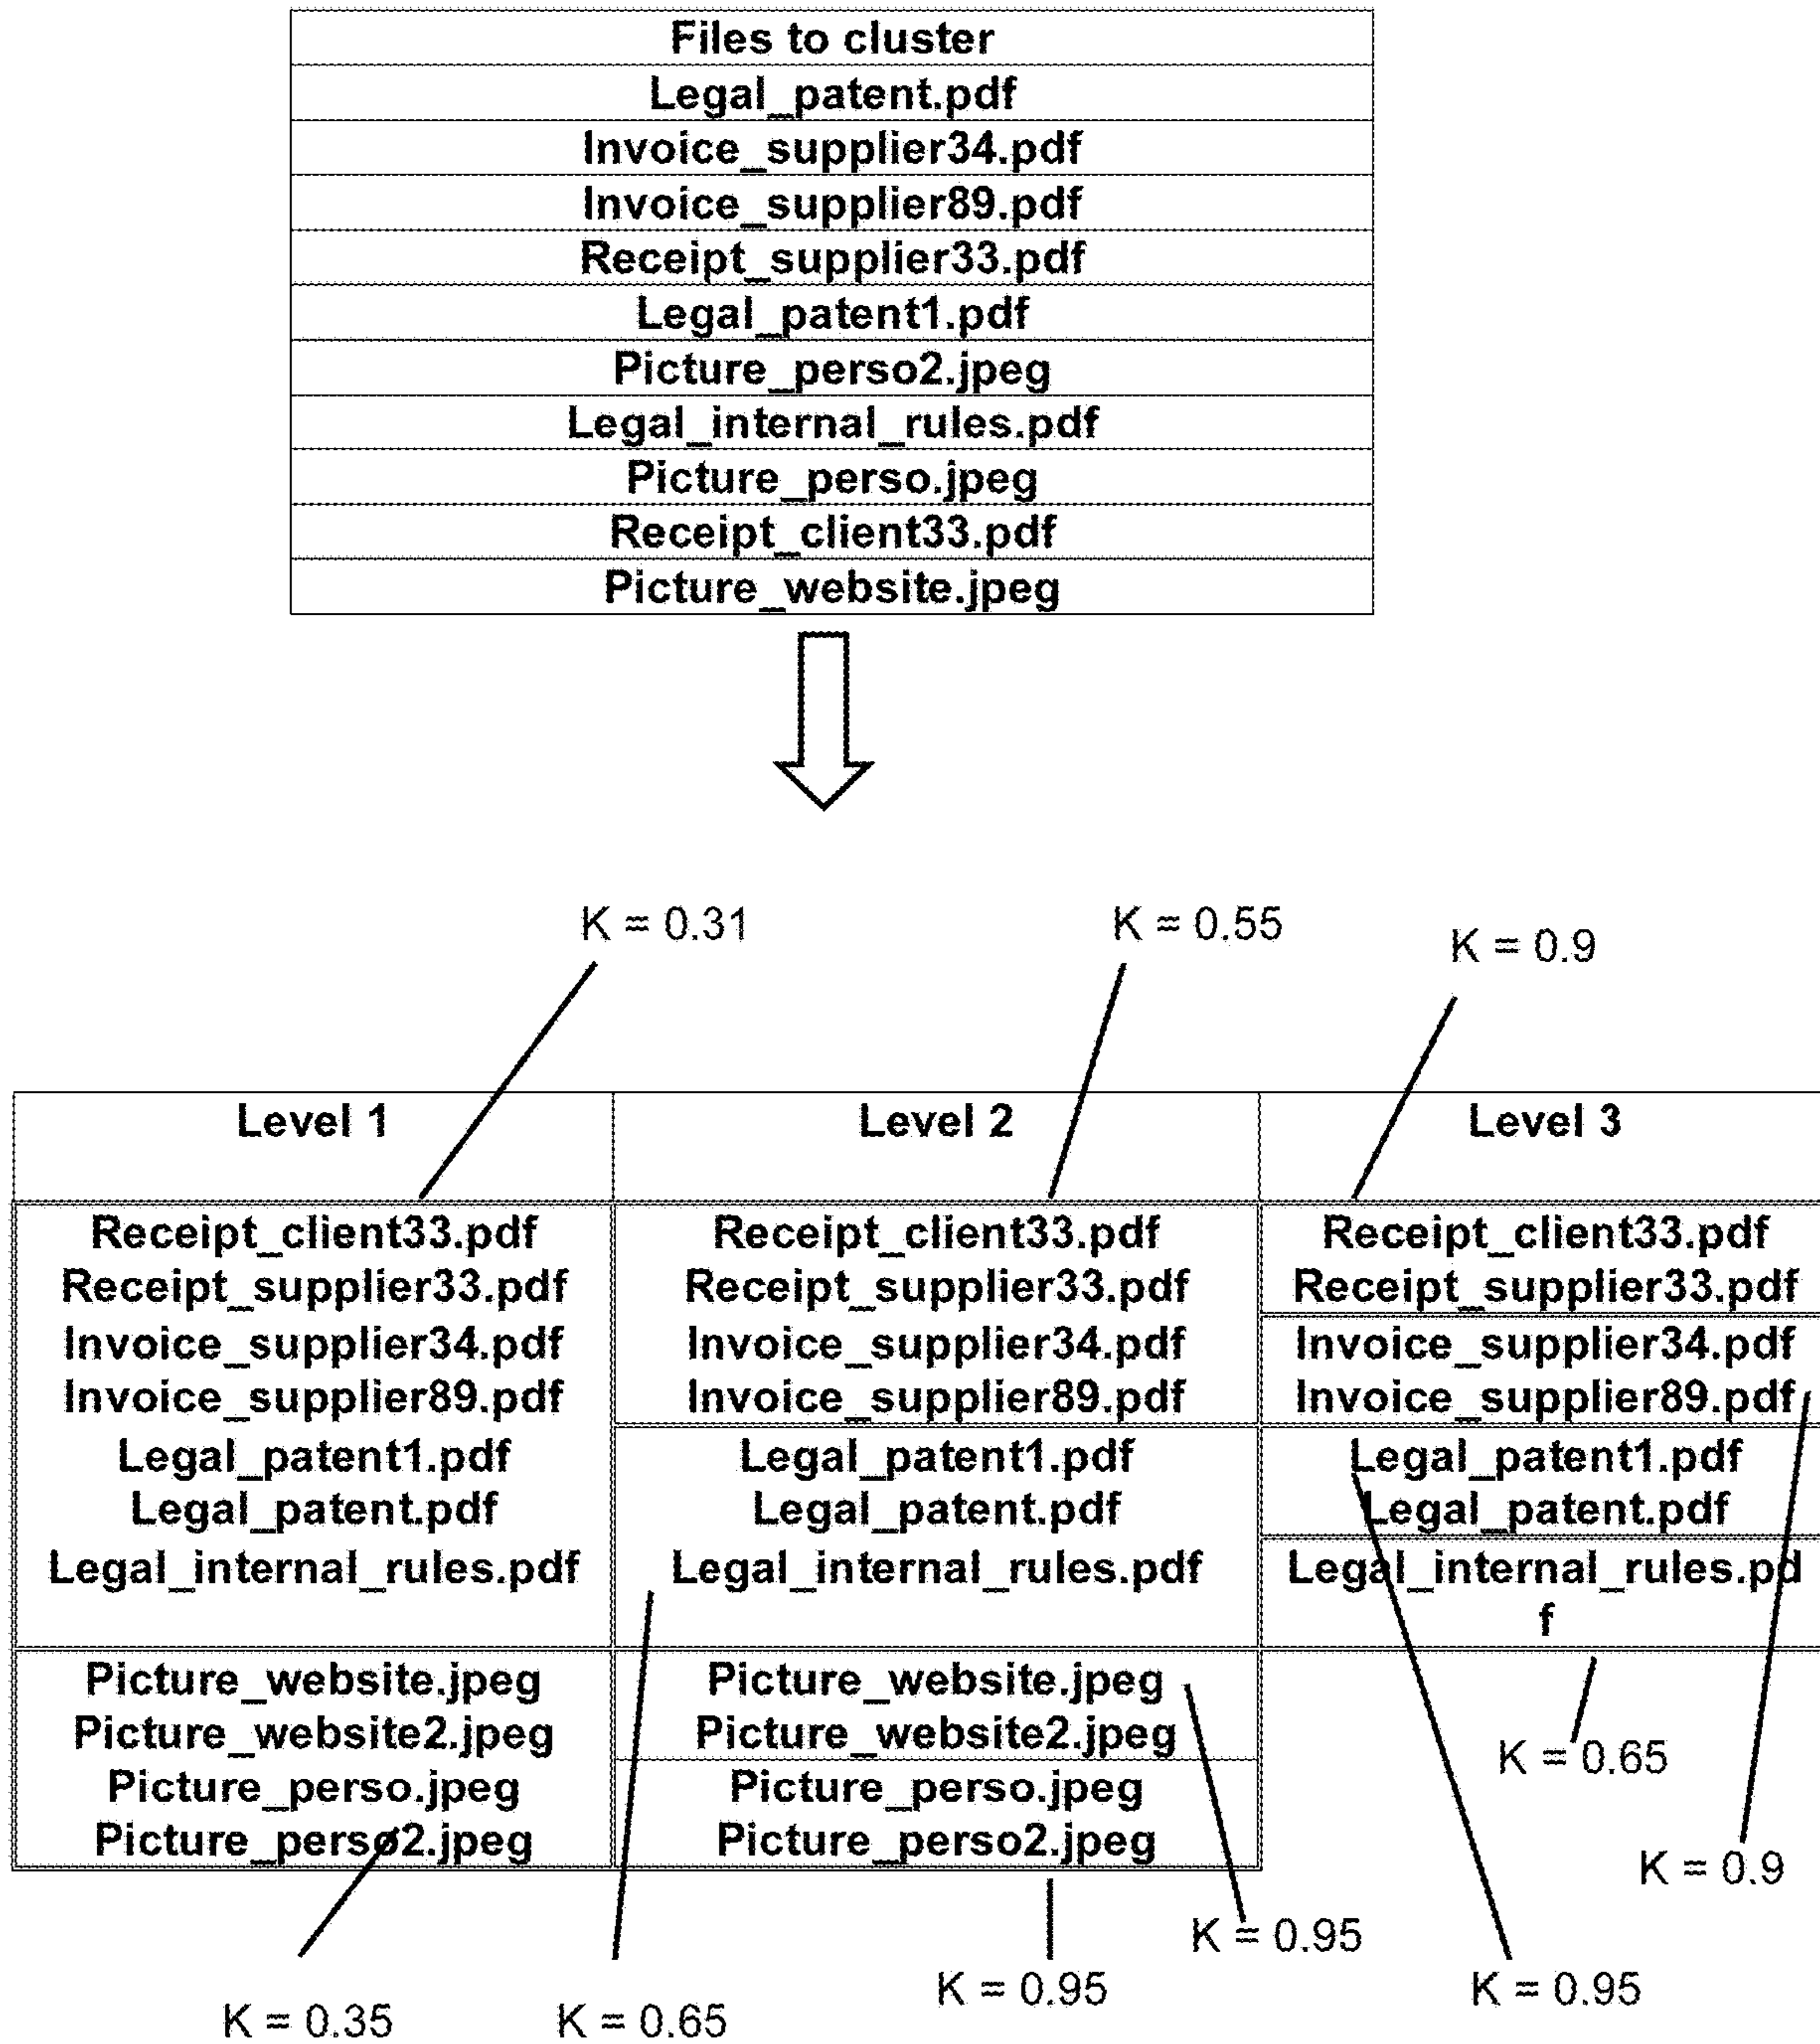 Files to cluster
Legal_patent.pdf
Invoice_supplier34.pdf
Invoice_supplier89.pdf
Receipt_supplier33.pdf
Legal_patent1.pdf
Picture_perso2.jpeg
Legal_internal_rules.pdf
Picture_perso.jpeg
Receipt_client33.pdf
Picture_website.jpeg
K = 0.31
K = 0.55
K = 0.9
Level 1
Level 2
Level 3
Receipt_client33.pdf
Receipt_supplier33.pdf
Invoice_supplier34.pdf
Invoice_supplier89.pdf
Legal_patent1.pdf
Legal_patent.pdf
Legal_internal_rules.pdf
Picture_website.jpeg
Picture_website2.jpeg
Picture_perso.jpeg
Picture_perso2.jpeg
Receipt_client33.pdf
Receipt_supplier33.pdf
Invoice_supplier34.pdf
Invoice_supplier89.pdf
Legal_patent1.pdf
Legal_patent.pdf
Legal_internal_rules.pdf
Picture_website.jpeg
Picture_website2.jpeg
Picture_perso.jpeg
Picture_perso2.jpeg
Receipt_client33.pdf
Receipt_supplier33.pdf
Invoice_supplier34.pdf
Invoice_supplier89.pdf
Legal_patent1.pdf
Legal_patent.pdf
Legal_internal_rules.pd
f
K = 0.65
K = 0.9
K = 0.95
K = 0.95
K = 0.95
K = 0.35
K = 0.65